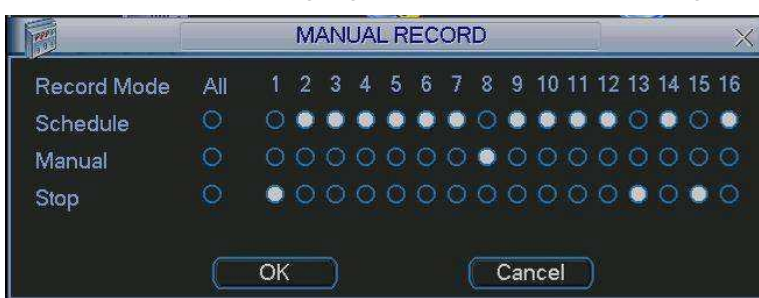 MANUAL RECORD
Record Mode All 1 2 3 4 5 6 7 8 9 10 11 12 13 14 15 16
Schedule
Manual
Stop
OK Cancel